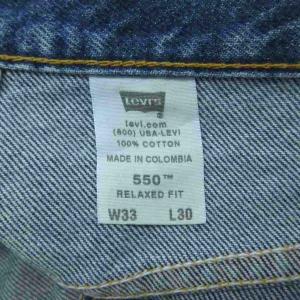 Levi's
levi.com
(800) USA-LEVI
100% COTTON
MADE IN COLOMBIA
550™
RELAXED FIT
W33 L30